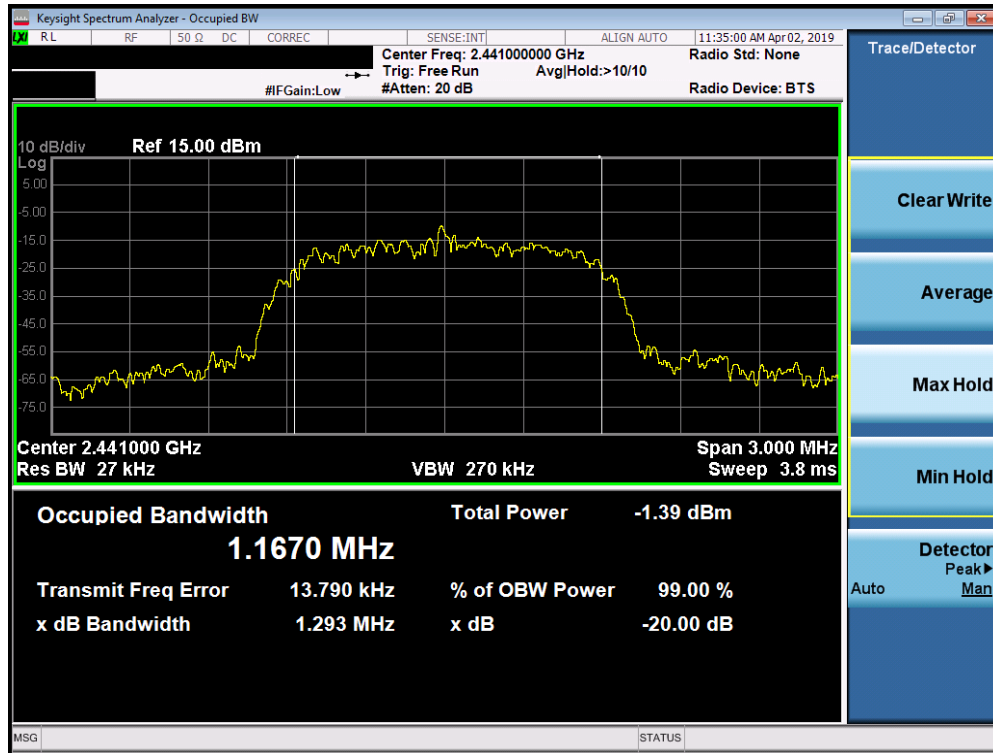 Keysight Spectrum Analyzer - Occupied BW
LXI RL RF 50 Ω DC CORREC SENSE:INT ALIGN AUTO 11:35:00 AM Apr 02, 2019
Center Freq: 2.441000000 GHz Radio Std: None
Trig: Free Run Avg|Hold:>10/10
#IFGain:Low #Atten: 20 dB Radio Device: BTS
Trace/Detector
10 dB/div Ref 15.00 dBm
Log
5.00
-5.00
-15.0
-25.0
-35.0
-45.0
-55.0
-65.0
-75.0
Center 2.441000 GHz Span 3.000 MHz
Res BW 27 kHz VBW 270 kHz Sweep 3.8 ms
Occupied Bandwidth Total Power -1.39 dBm
1.1670 MHz
Transmit Freq Error 13.790 kHz % of OBW Power 99.00 %
x dB Bandwidth 1.293 MHz x dB -20.00 dB
Clear Write
Average
Max Hold
Min Hold
Detector
Peak▶
Auto Man
MSG STATUS